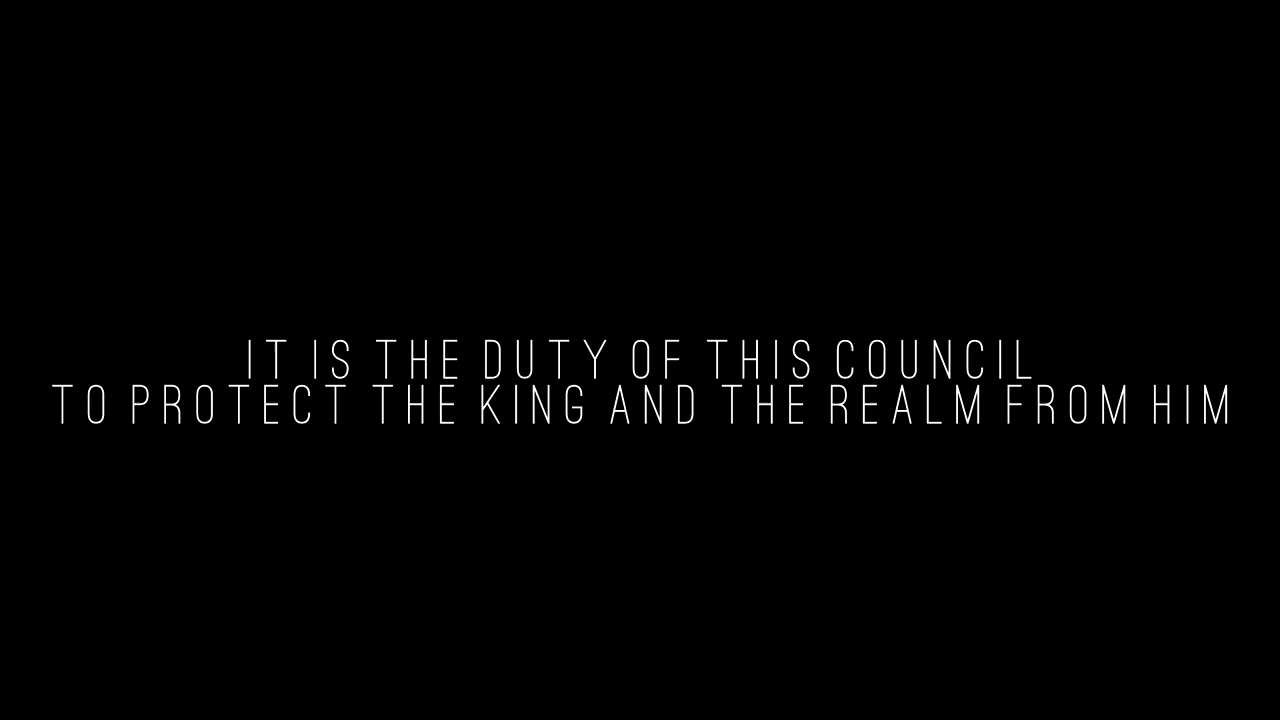 IT IS THE DUTY OF THIS COUNCIL
TO PROTECT THE KING AND THE REALM FROM HIM